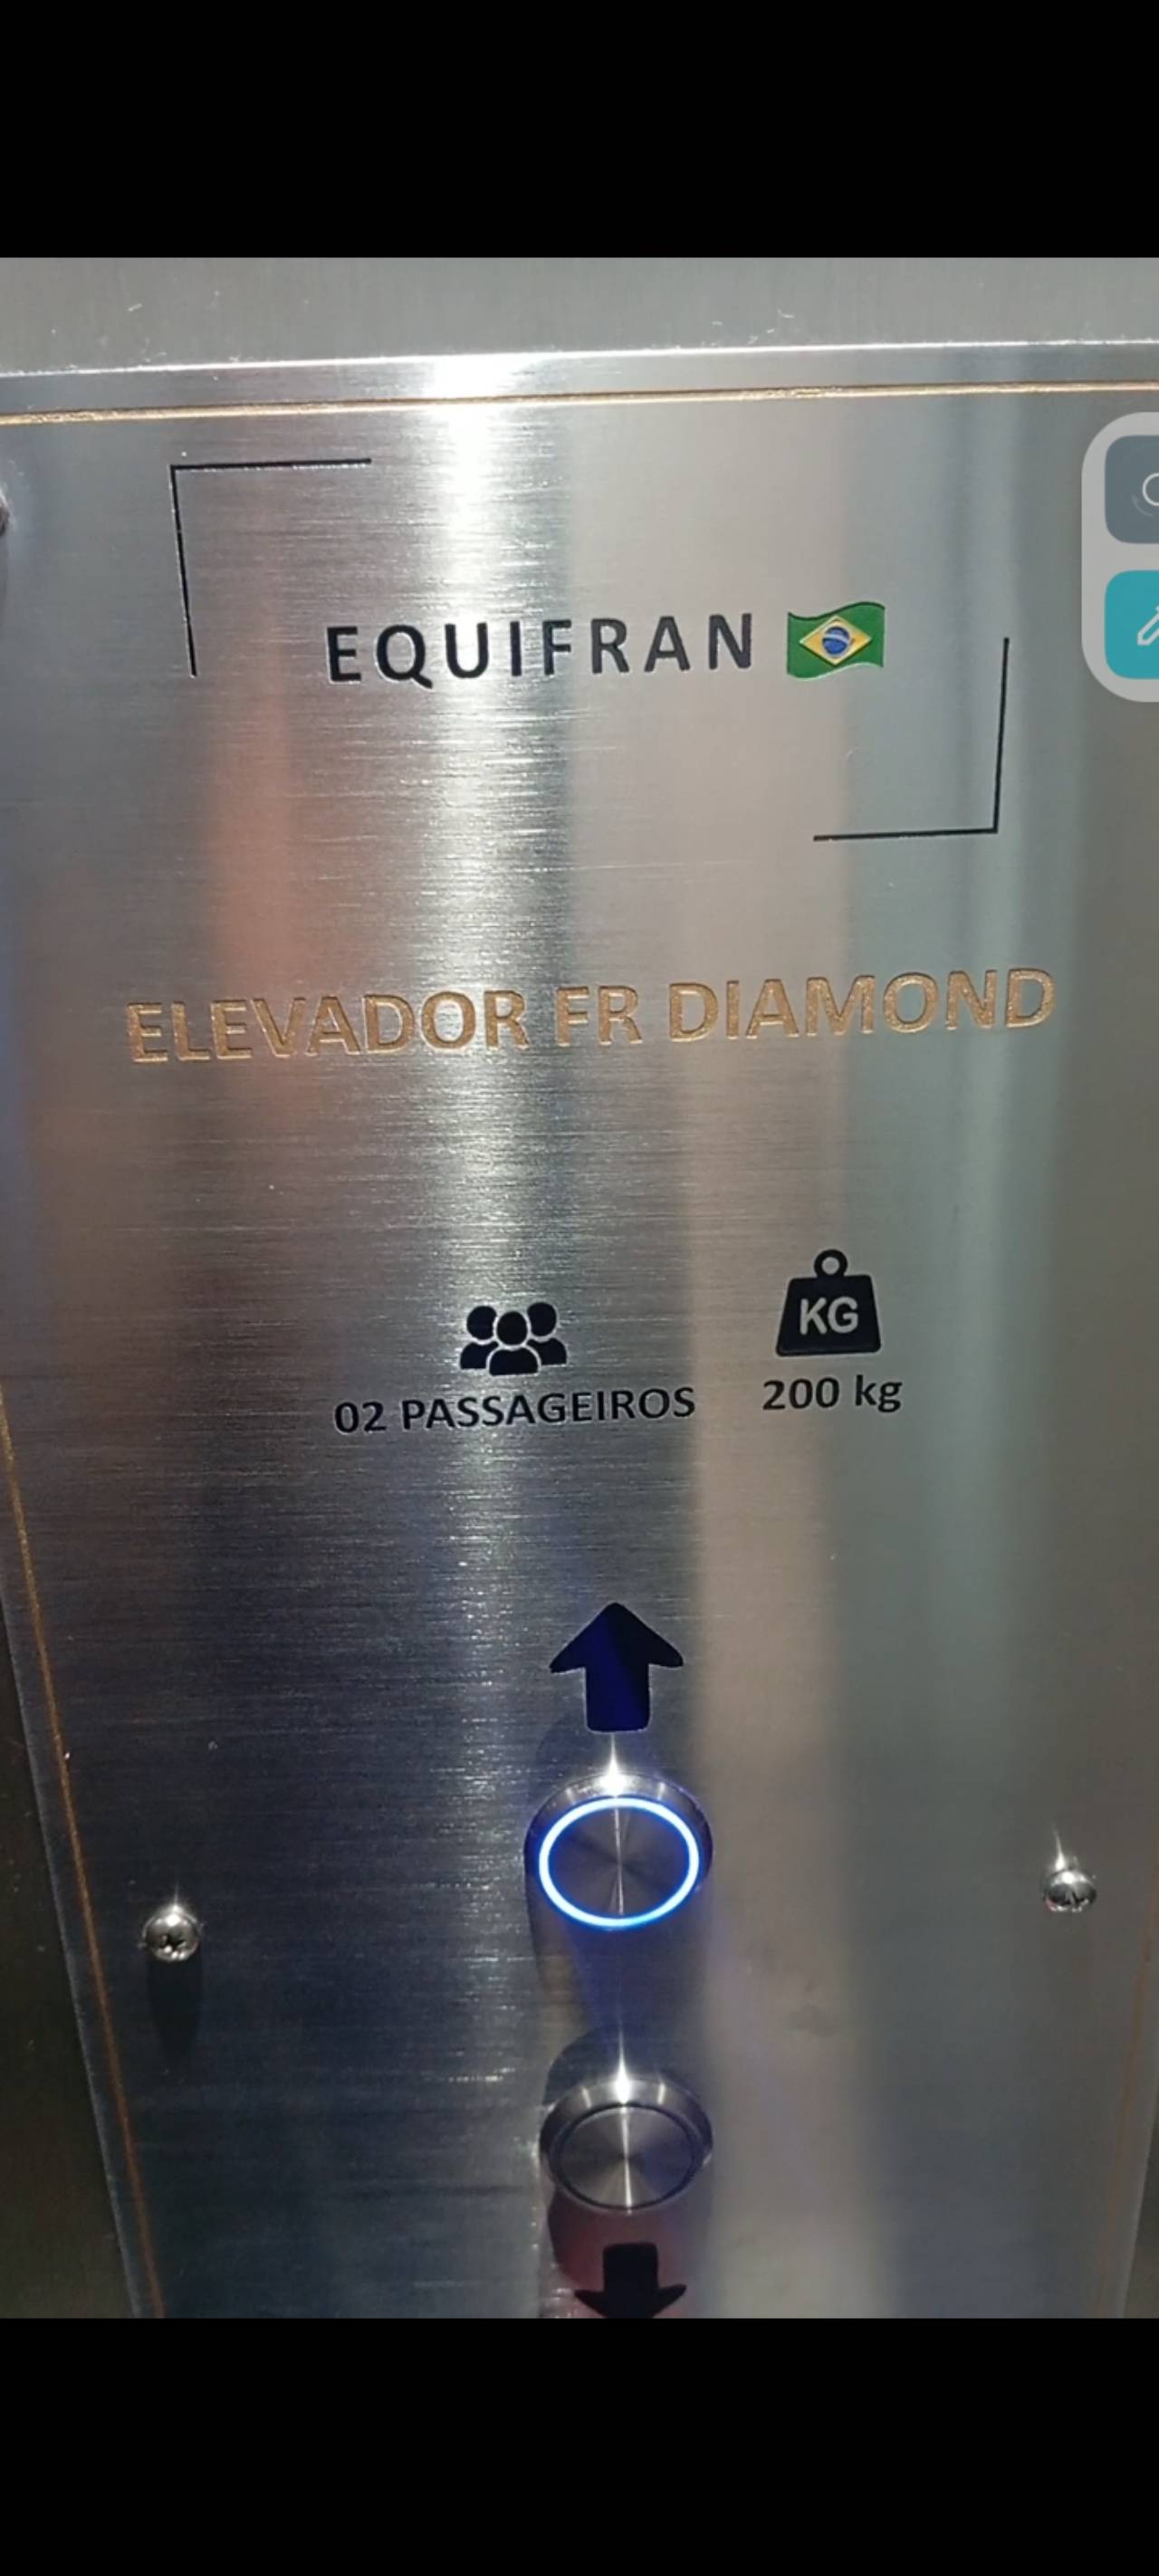 EQUIFRAN
ELEVADOR FR DIAMOND
KG
02 PASSAGEIROS 200 kg